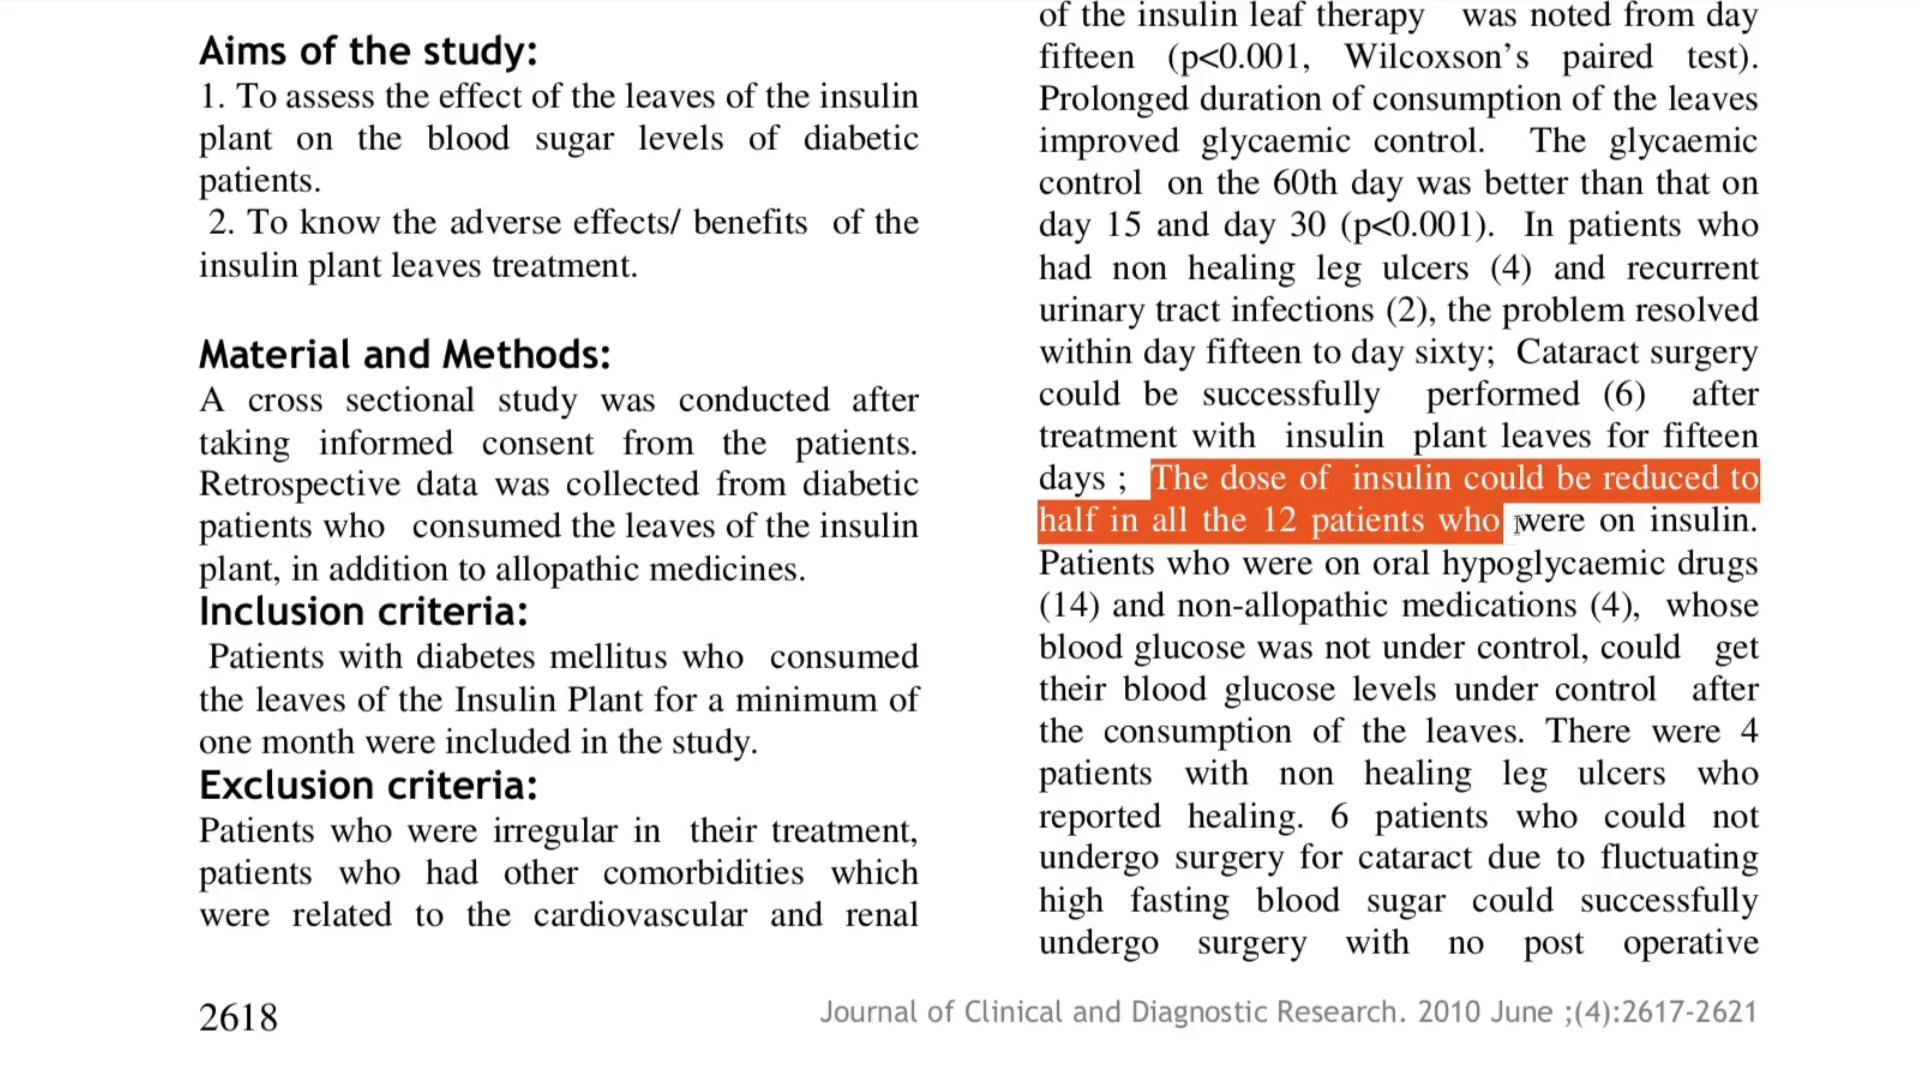 Aims of the study:
1. To assess the effect of the leaves of the insulin
plant on the blood sugar levels of diabetic
patients.
2. To know the adverse effects/ benefits of the
insulin plant leaves treatment.
Material and Methods:
A cross sectional study was conducted after
taking informed consent from the patients.
Retrospective data was collected from diabetic
patients who consumed the leaves of the insulin
plant, in addition to allopathic medicines.
Inclusion criteria:
Patients with diabetes mellitus who consumed
the leaves of the Insulin Plant for a minimum of
one month were included in the study.
Exclusion criteria:
Patients who were irregular in their treatment,
patients who had other comorbidities which
were related to the cardiovascular and renal
of the insulin leaf therapy was noted from day
fifteen (p<0.001, Wilcoxson’s paired test).
Prolonged duration of consumption of the leaves
improved glycaemic control. The glycaemic
control on the 60th day was better than that on
day 15 and day 30 (p<0.001). In patients who
had non healing leg ulcers (4) and recurrent
urinary tract infections (2), the problem resolved
within day fifteen to day sixty; Cataract surgery
could be successfully performed (6) after
treatment with insulin plant leaves for fifteen
days ; The dose of insulin could be reduced to
half in all the 12 patients who were on insulin.
Patients who were on oral hypoglycaemic drugs
(14) and non-allopathic medications (4), whose
blood glucose was not under control, could get
their blood glucose levels under control after
the consumption of the leaves. There were 4
patients with non healing leg ulcers who
reported healing. 6 patients who could not
undergo surgery for cataract due to fluctuating
high fasting blood sugar could successfully
undergo surgery with no post operative
2618
Journal of Clinical and Diagnostic Research. 2010 June ;(4):2617-2621